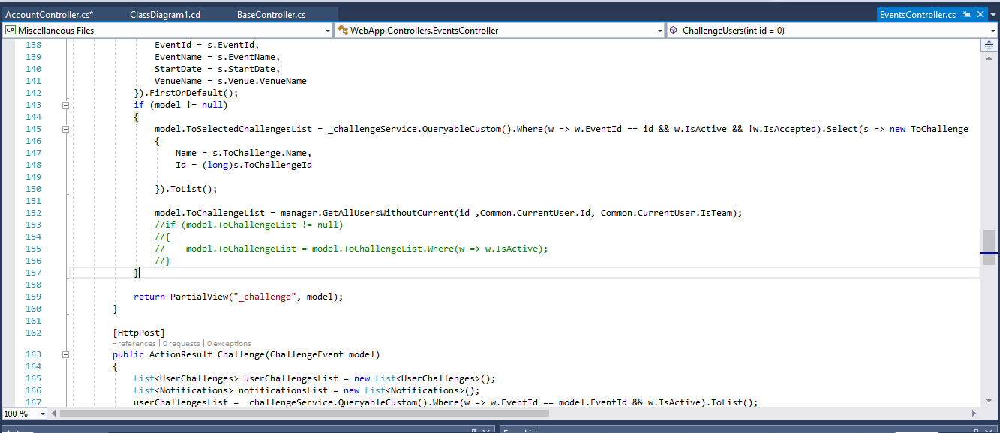 AccountController.cs* ClassDiagram1.cd BaseController.cs EventsController.cs
C# Miscellaneous Files WebApp.Controllers.EventsController ChallengeUsers(int id = 0)
138 EventId = s.EventId,
139 EventName = s.EventName,
140 StartDate = s.StartDate,
141 VenueName = s.Venue.VenueName
142 }).FirstOrDefault();
143 if (model != null)
144 {
145 model.ToSelectedChallengesList = _challengeService.QueryableCustom().Where(w => w.EventId == id && w.IsActive && !w.IsAccepted).Select(s => new ToChallenge
146 {
147 Name = s.ToChallenge.Name,
148 Id = (long)s.ToChallengeId
149
150 }).ToList();
151
152 model.ToChallengeList = manager.GetAllUsersWithoutCurrent(id ,Common.CurrentUser.Id, Common.CurrentUser.IsTeam);
153 //if (model.ToChallengeList != null)
154 //{
155 //    model.ToChallengeList = model.ToChallengeList.Where(w => w.IsActive);
156 //}
157 }
158
159 return PartialView("_challenge", model);
160 }
161
162 [HttpPost]
–references | 0 requests | 0 exceptions
163 public ActionResult Challenge(ChallengeEvent model)
164 {
165 List<UserChallenges> userChallengesList = new List<UserChallenges>();
166 List<Notifications> notificationsList = new List<Notifications>();
167 userChallengesList = _challengeService.QueryableCustom().Where(w => w.EventId == model.EventId && w.IsActive).ToList();
100 %